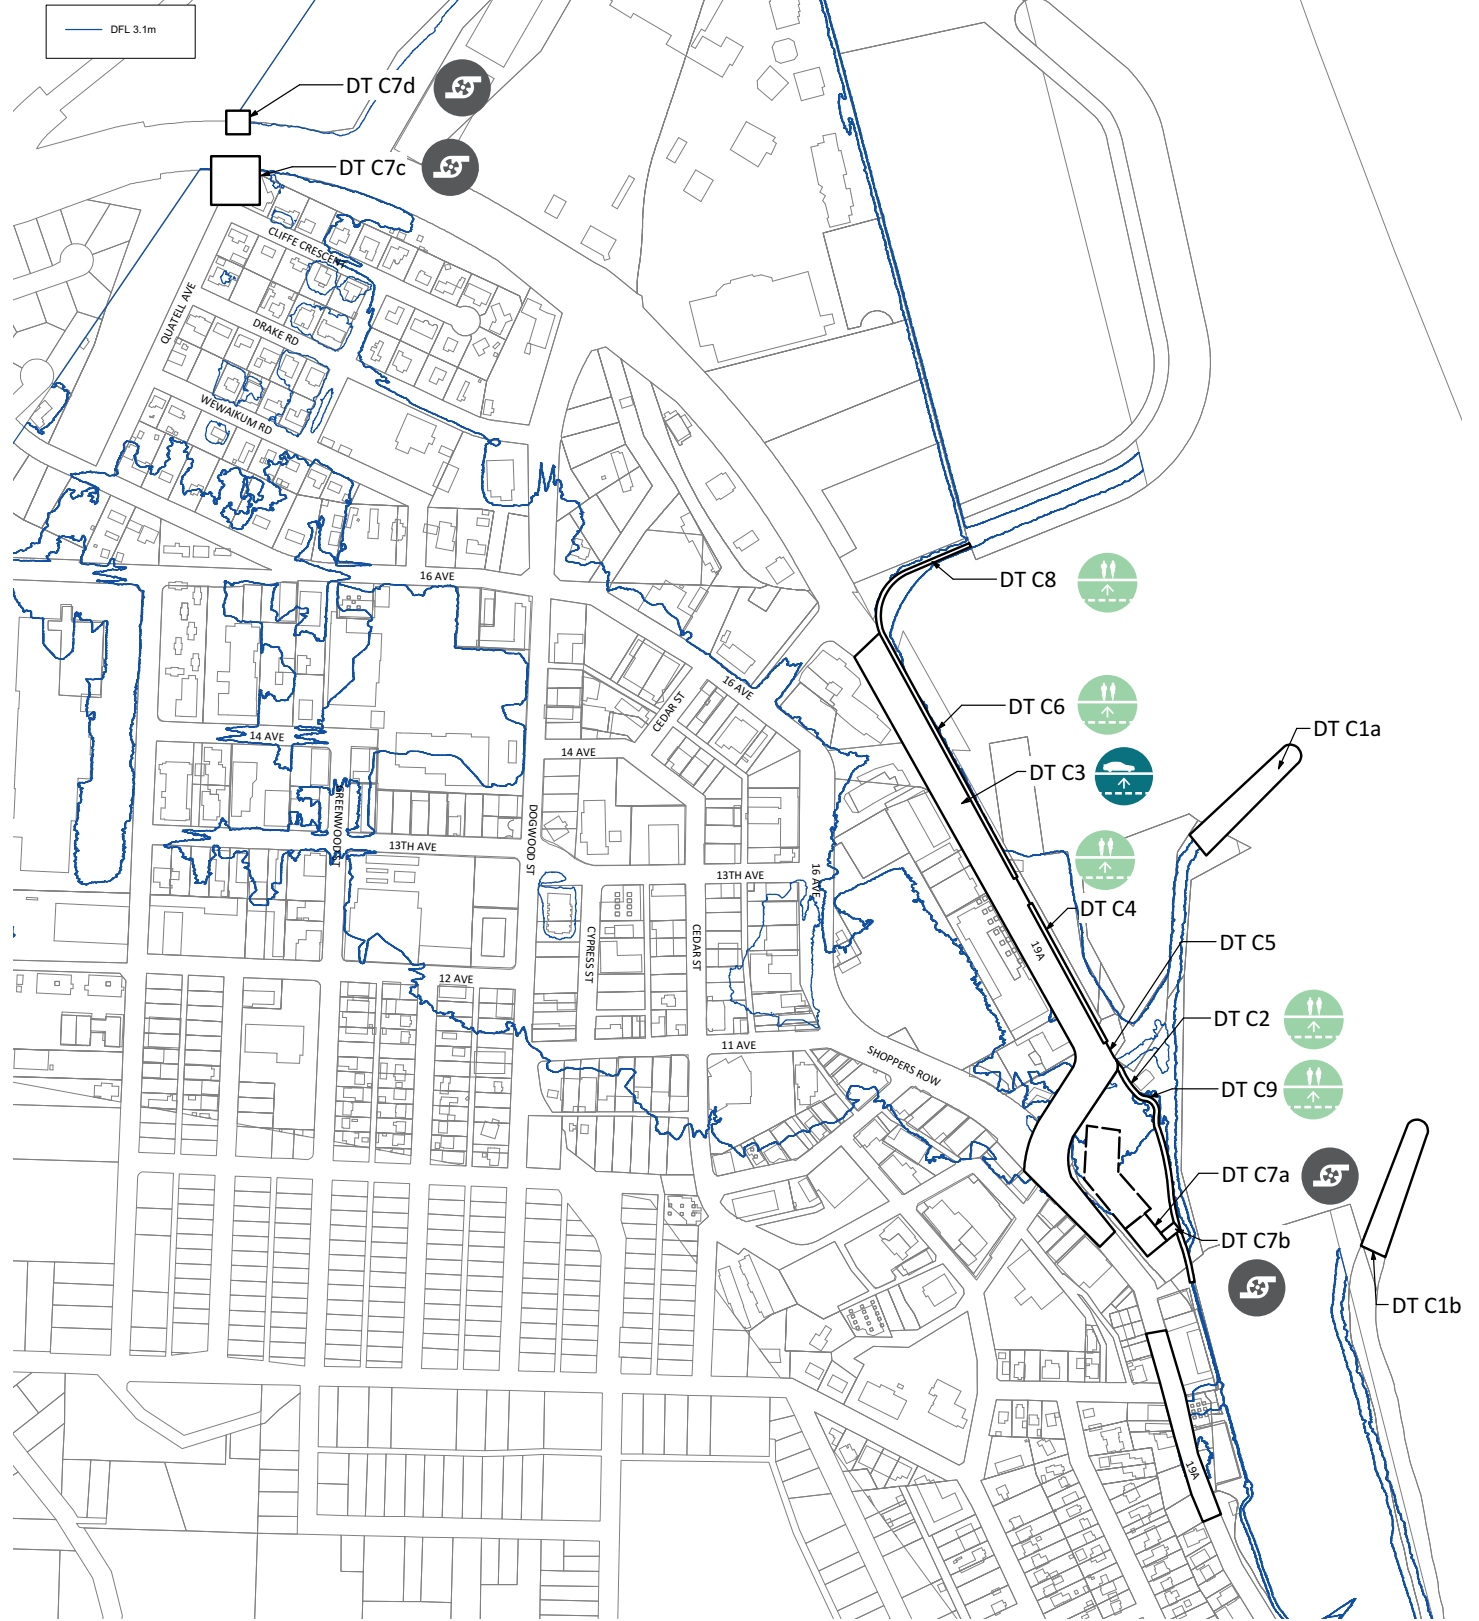 DFL 3.1m
DT C7d
DT C7c
CLIFFE CRESCENT
QUATELL AVE
DRAKE RD
WEWAIKUM RD
16 AVE
DT C8
16 AVE
CEDAR ST
DT C6
DT C1a
14 AVE
14 AVE
DT C3
GREENWOOD ST
DOGWOOD ST
13TH AVE
13TH AVE
16 AVE
DT C4
CYPRESS ST
CEDAR ST
19A
DT C5
12 AVE
DT C2
11 AVE
SHOPPERS ROW
DT C9
DT C7a
DT C7b
DT C1b
19A